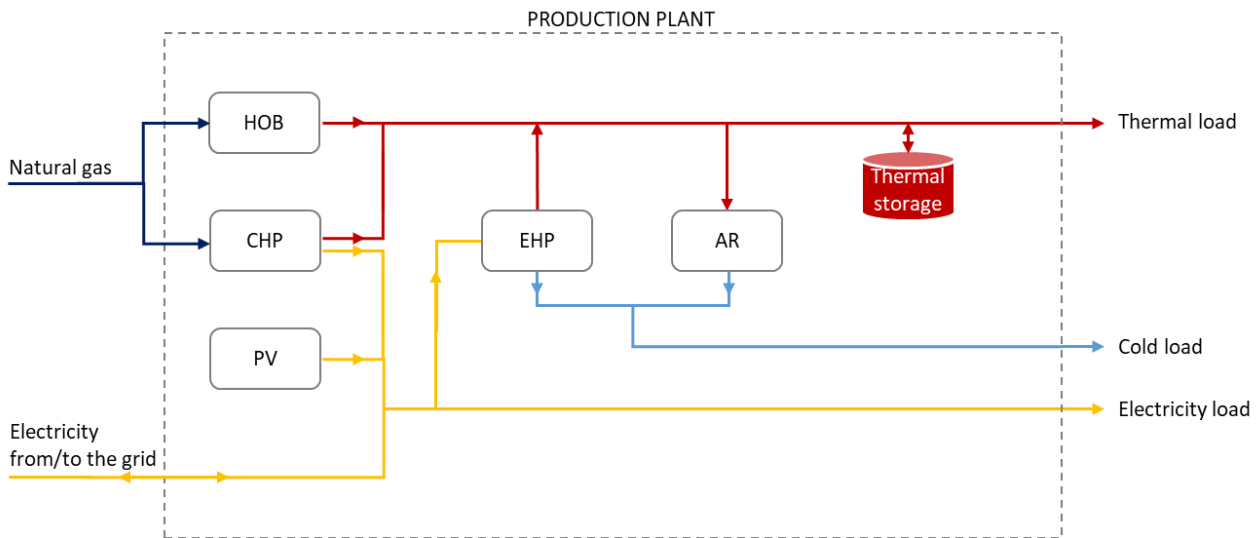 PRODUCTION PLANT
HOB
Thermal load
Natural gas
Thermal
storage
CHP
EHP
AR
PV
Cold load
Electricity load
Electricity
from/to the grid